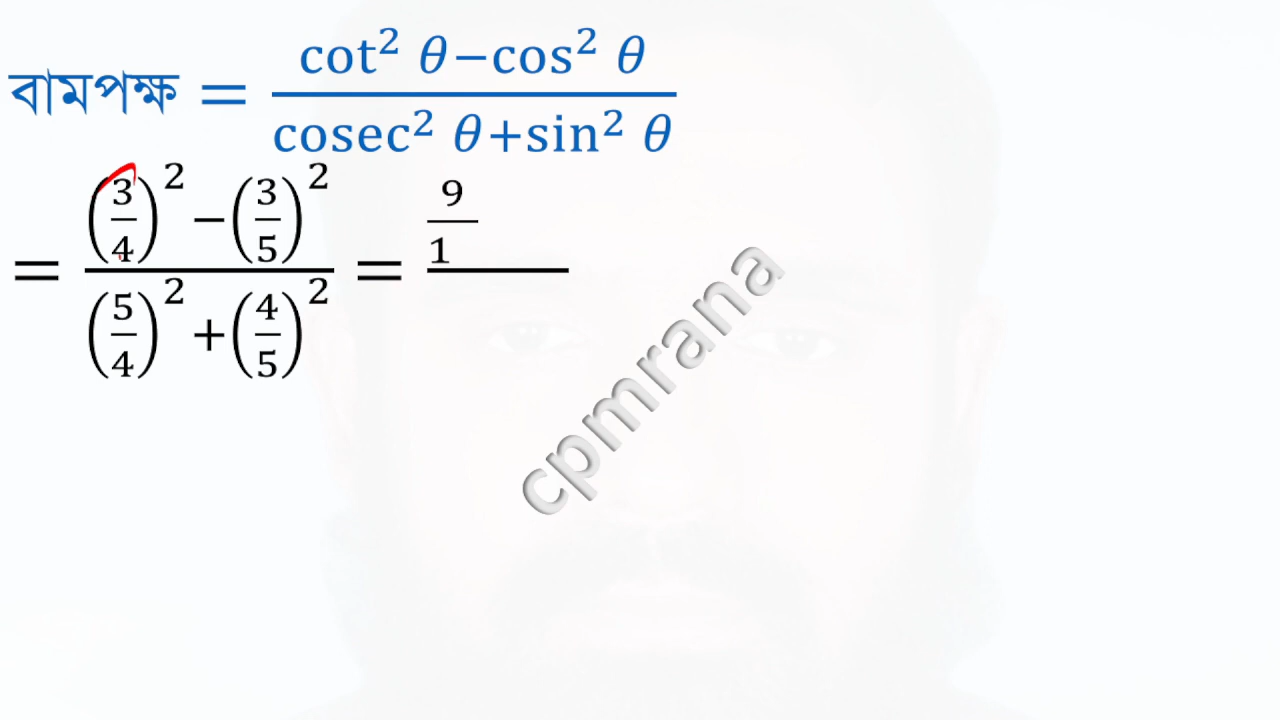 বামপক্ষ = (cot² θ−cos² θ)/(cosec² θ+sin² θ)
= ((3/4)²−(3/5)²)/((5/4)²+(4/5)²) = 9/1
cpmrana